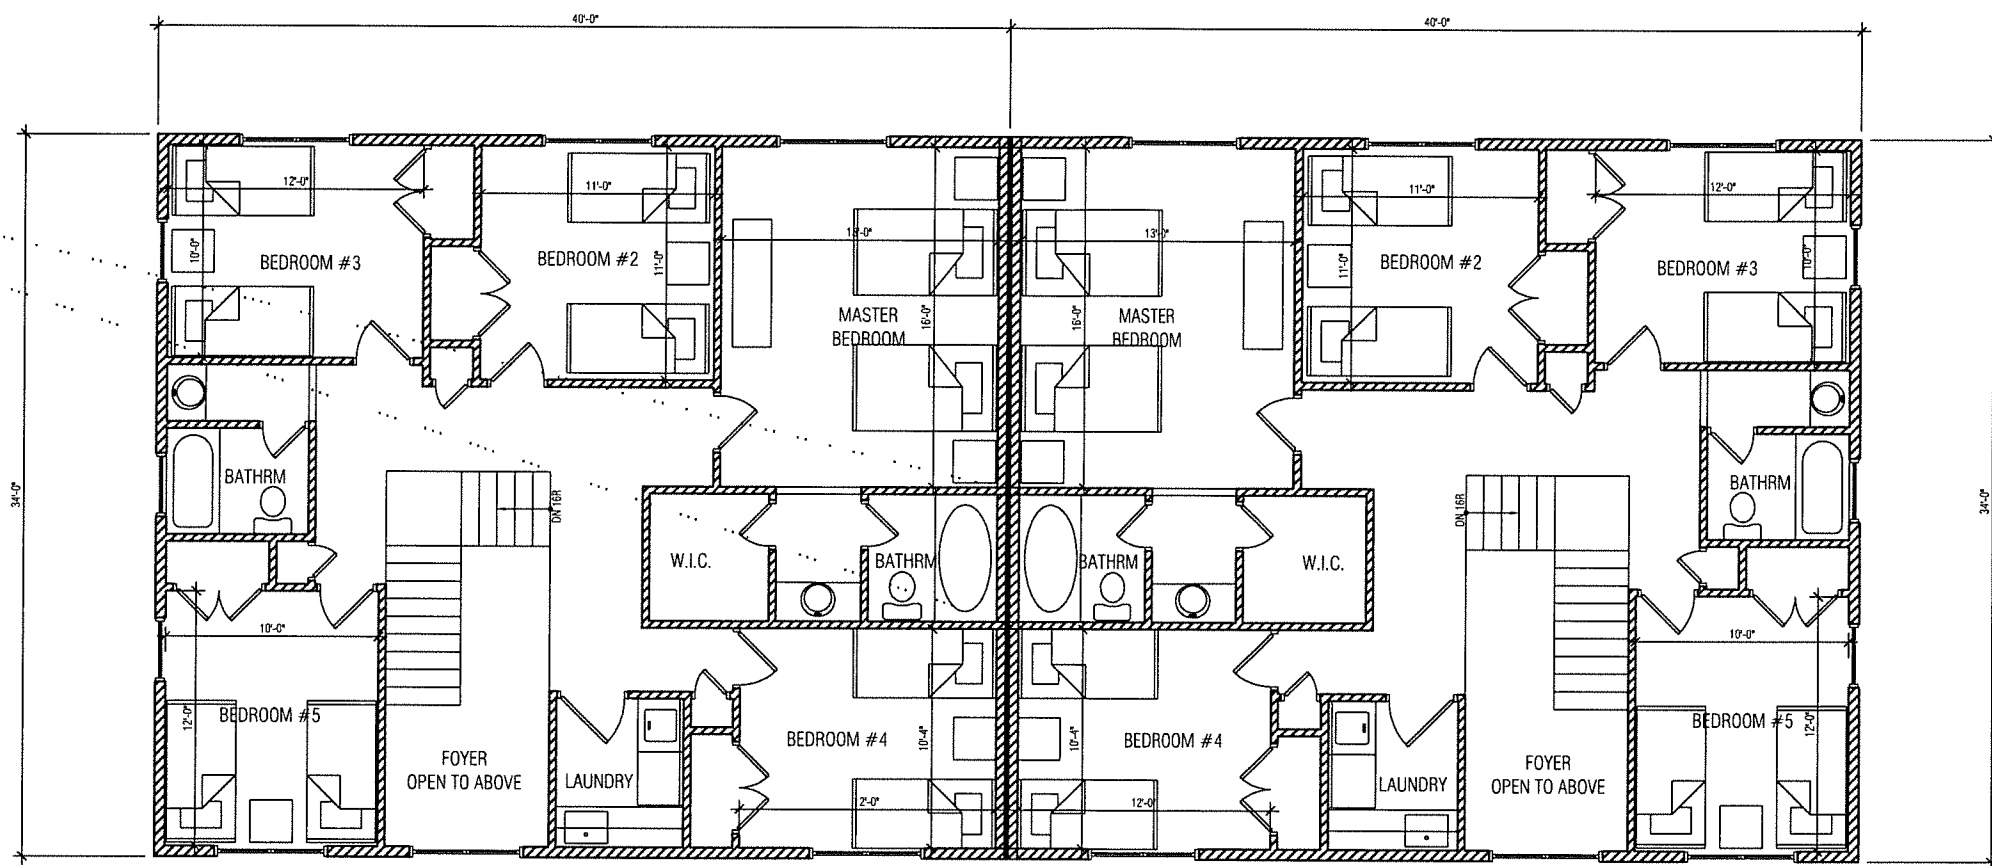 40'-0"
40'-0"
12'-0"
11'-0"
11'-0"
12'-0"
13'-0"
10'-0"
BEDROOM #3
BEDROOM #2
11'-0"
11'-0"
BEDROOM #2
BEDROOM #3
10'-0"
MASTER
BEDROOM
16'-0"
16'-0"
MASTER
BEDROOM
34'-0"
BATHRM
DN 16R
DN 16R
BATHRM
34'-0"
W.I.C.
BATHRM
BATHRM
W.I.C.
10'-0"
10'-0"
12'-0"
BEDROOM #5
BEDROOM #4
10'-4"
10'-4"
BEDROOM #4
BEDROOM #5
12'-0"
FOYER
OPEN TO ABOVE
LAUNDRY
LAUNDRY
FOYER
OPEN TO ABOVE
2'-0"
12'-0"